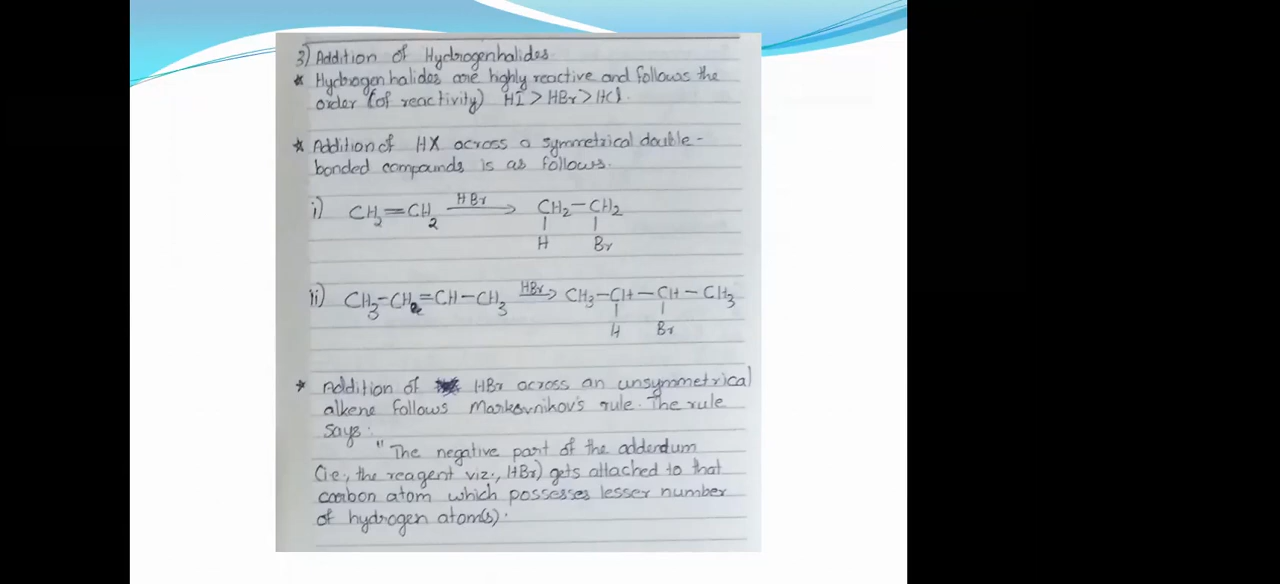 3) Addition of Hydrogenhalides.
* Hydrogen halides are highly reactive and follows the
order (of reactivity) HI > HBr > HCl.
* Addition of HX across a symmetrical double-
bonded compounds is as follows.
i) CH2=CH2 HBr→ CH2-CH2
H Br
ii) CH3-CH=CH-CH3 HBr→ CH3-CH-CH-CH3
H Br
* Addition of HBr across an unsymmetrical
alkene follows Markovnihov's rule. The rule
says:
"The negative part of the addendum
(i.e., the reagent viz., HBr) gets attached to that
carbon atom which possesses lesser number
of hydrogen atom(s).